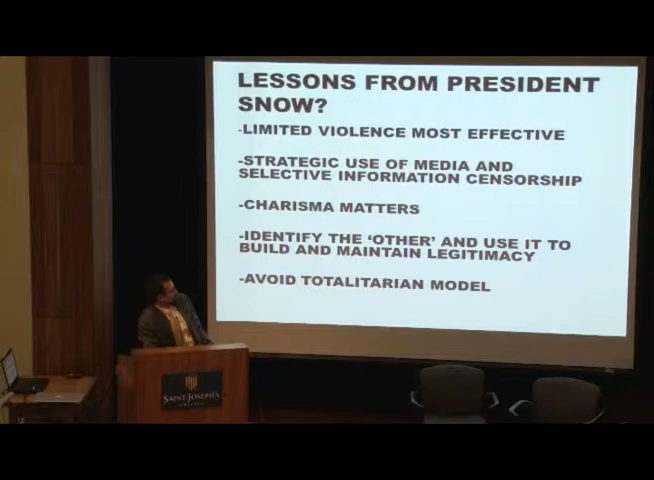 LESSONS FROM PRESIDENT
SNOW?
-LIMITED VIOLENCE MOST EFFECTIVE
-STRATEGIC USE OF MEDIA AND
SELECTIVE INFORMATION CENSORSHIP
-CHARISMA MATTERS
-IDENTIFY THE ‘OTHER’ AND USE IT TO
BUILD AND MAINTAIN LEGITIMACY
-AVOID TOTALITARIAN MODEL
SAINT JOSEPH'S
COLLEGE